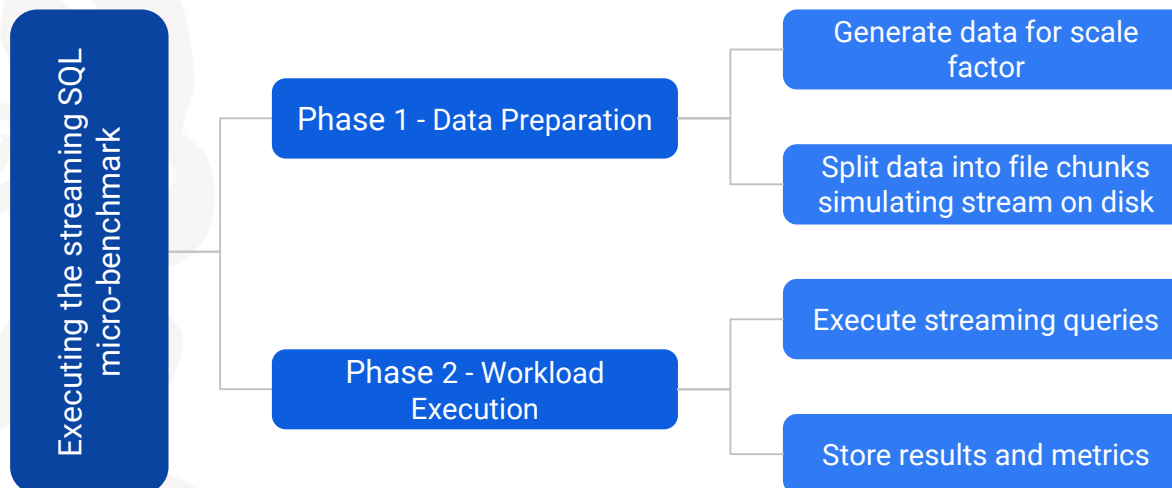 Executing the streaming SQL
micro-benchmark
Phase 1 - Data Preparation
Generate data for scale
factor
Split data into file chunks
simulating stream on disk
Phase 2 - Workload
Execution
Execute streaming queries
Store results and metrics